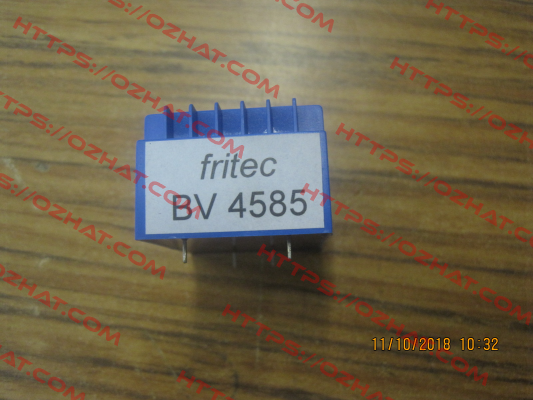 HTTPS://OZHAT.COM
fritec
BV 4585
11/10/2018 10:32